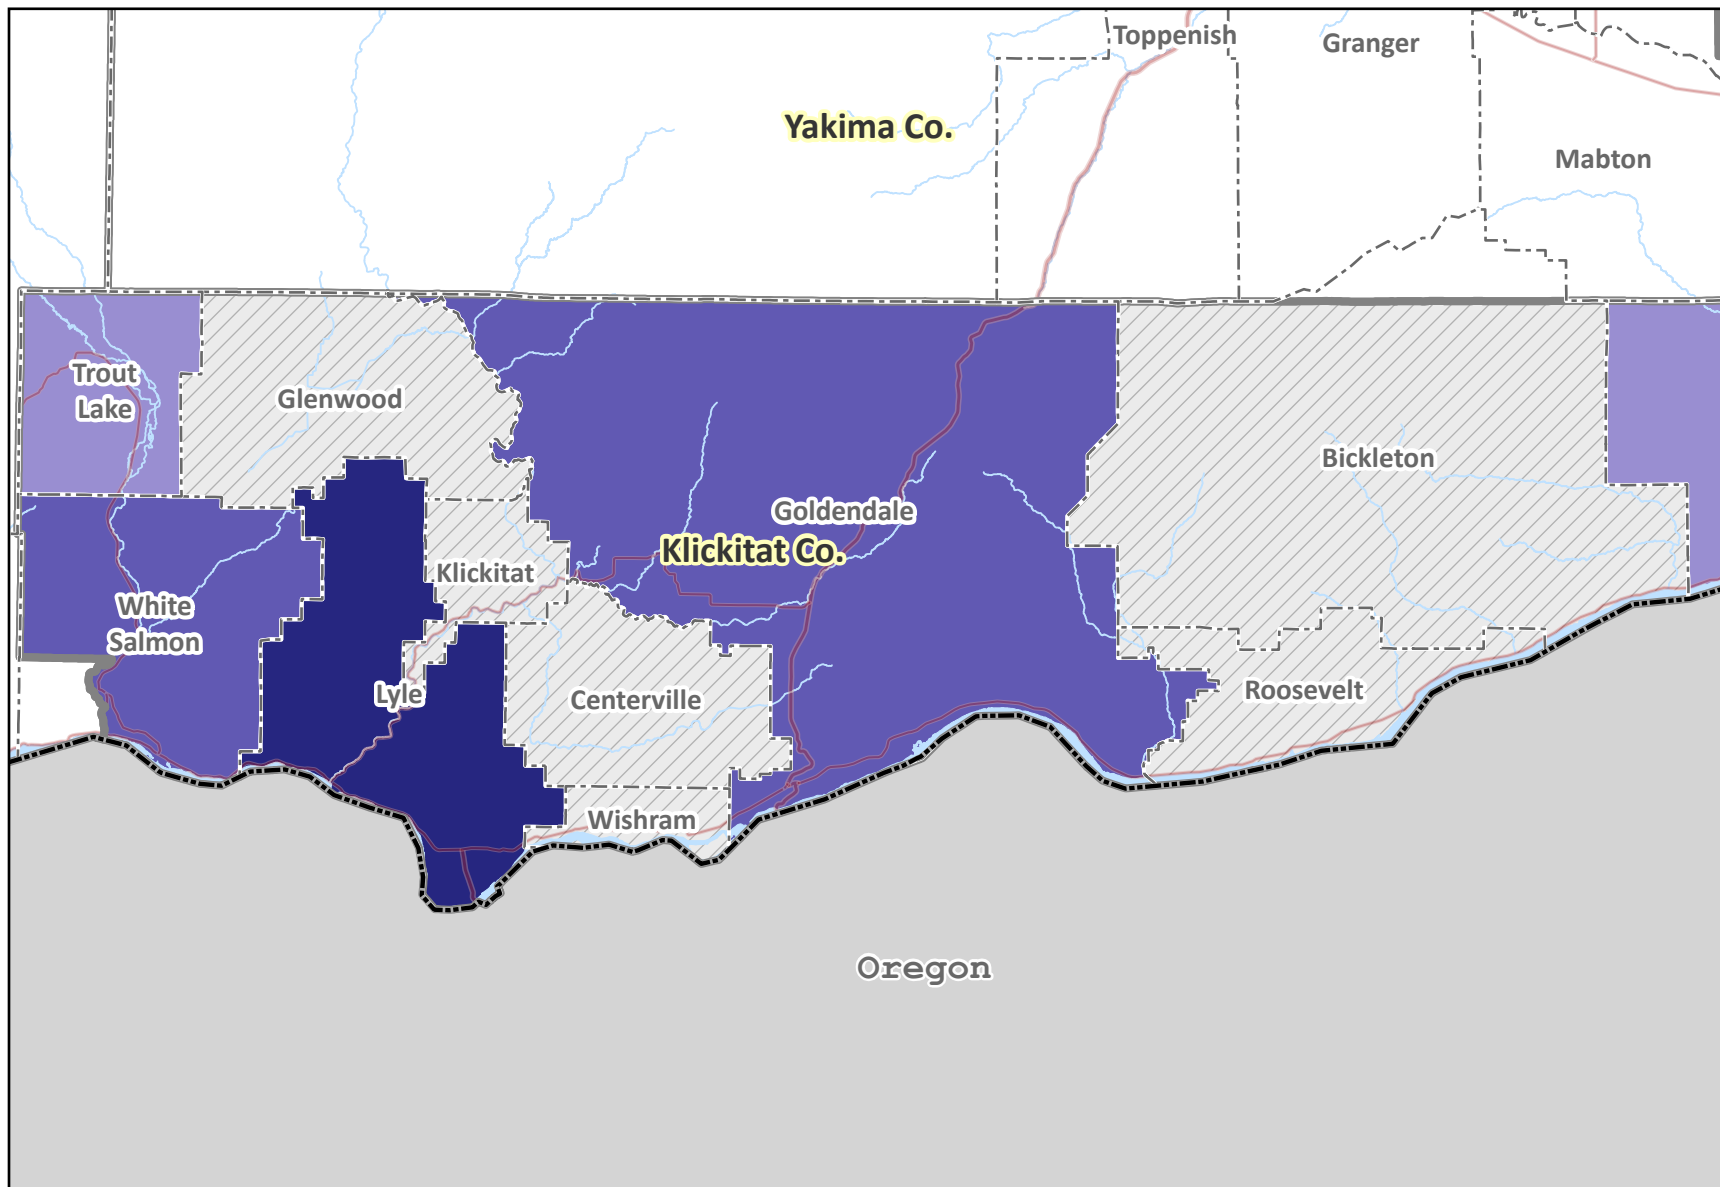 Toppenish
Granger
Yakima Co.
Mabton
Trout
Lake
Glenwood
Bickleton
Goldendale
Klickitat Co.
Klickitat
White
Salmon
Lyle
Centerville
Roosevelt
Wishram
Oregon